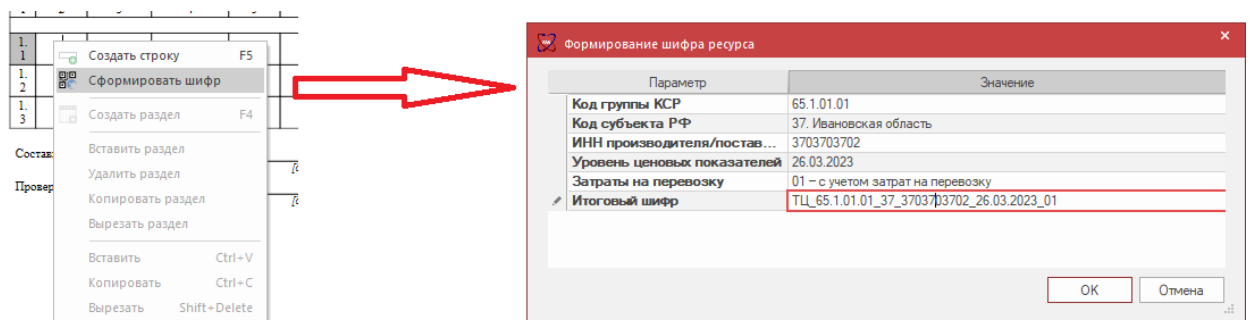 1.
1
1.
2
1.
3
Создать строку F5
Сформировать шифр
Создать раздел F4
Вставить раздел
Удалить раздел
Копировать раздел
Вырезать раздел
Вставить Ctrl+V
Копировать Ctrl+C
Вырезать Shift+Delete
Состав
Провер
Формирование шифра ресурса
Параметр Значение
Код группы КСР 65.1.01.01
Код субъекта РФ 37. Ивановская область
ИНН производителя/постав... 3703703702
Уровень ценовых показателей 26.03.2023
Затраты на перевозку 01 – с учетом затрат на перевозку
Итоговый шифр ТЦ_65.1.01.01_37_3703703702_26.03.2023_01
ОК Отмена